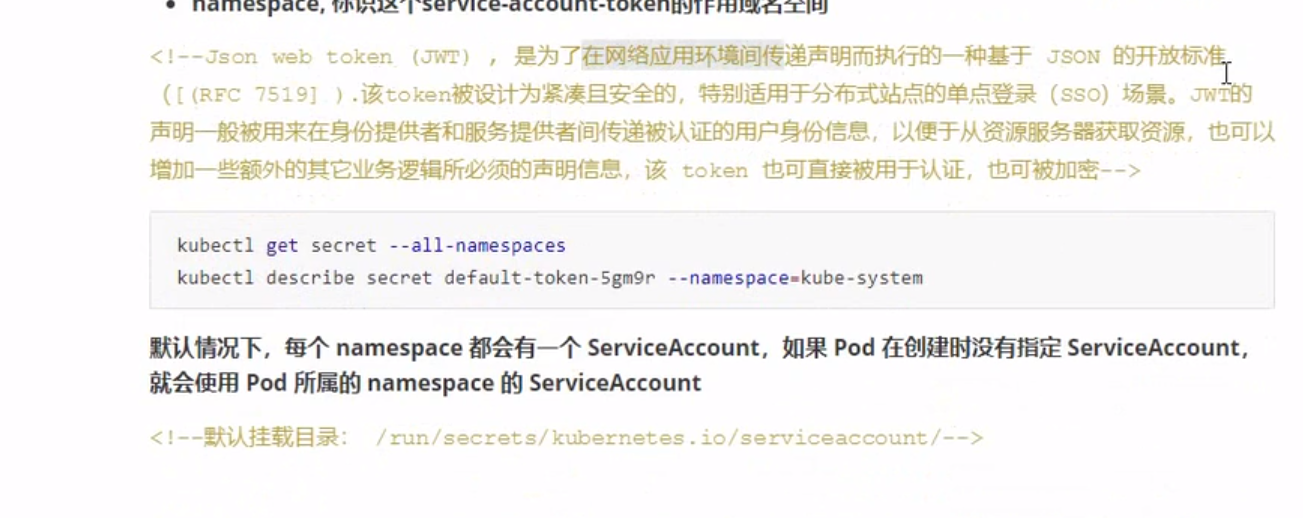 namespace, 标识这个service-account-token的作用域名空间
<!--Json web token (JWT) , 是为了在网络应用环境间传递声明而执行的一种基于 JSON 的开放标准
([(RFC 7519] ).该token被设计为紧凑且安全的，特别适用于分布式站点的单点登录（SSO）场景。JWT的
声明一般被用来在身份提供者和服务提供者间传递被认证的用户身份信息，以便于从资源服务器获取资源，也可以
增加一些额外的其它业务逻辑所必须的声明信息，该 token 也可直接被用于认证，也可被加密-->
kubectl get secret --all-namespaces
kubectl describe secret default-token-5gm9r --namespace=kube-system
默认情况下，每个 namespace 都会有一个 ServiceAccount，如果 Pod 在创建时没有指定 ServiceAccount，
就会使用 Pod 所属的 namespace 的 ServiceAccount
<!--默认挂载目录： /run/secrets/kubernetes.io/serviceaccount/-->